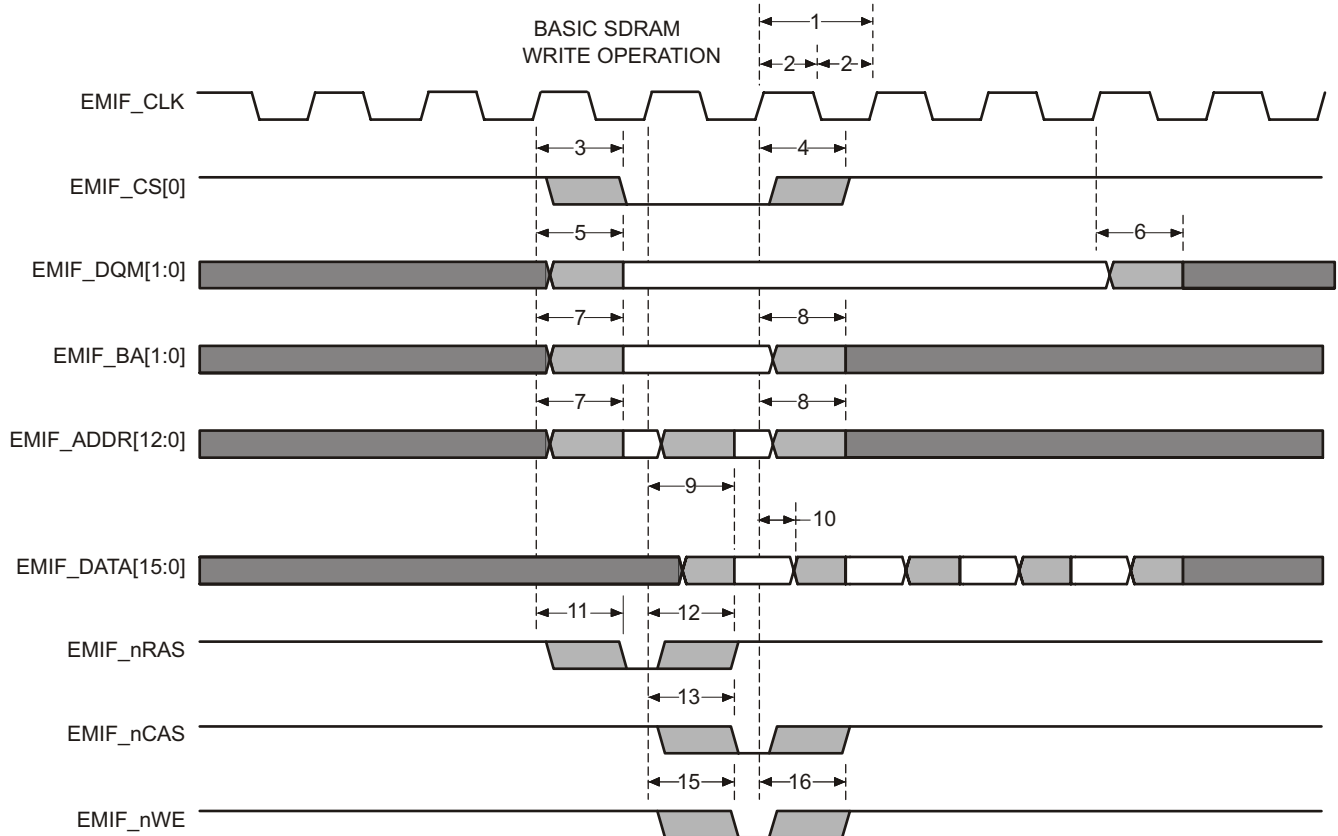 BASIC SDRAM
WRITE OPERATION
1
2 2
EMIF_CLK
3 4
EMIF_CS[0]
5 6
EMIF_DQM[1:0]
7 8
EMIF_BA[1:0]
7 8
EMIF_ADDR[12:0]
9
10
EMIF_DATA[15:0]
11 12
EMIF_nRAS
13
EMIF_nCAS
15 16
EMIF_nWE